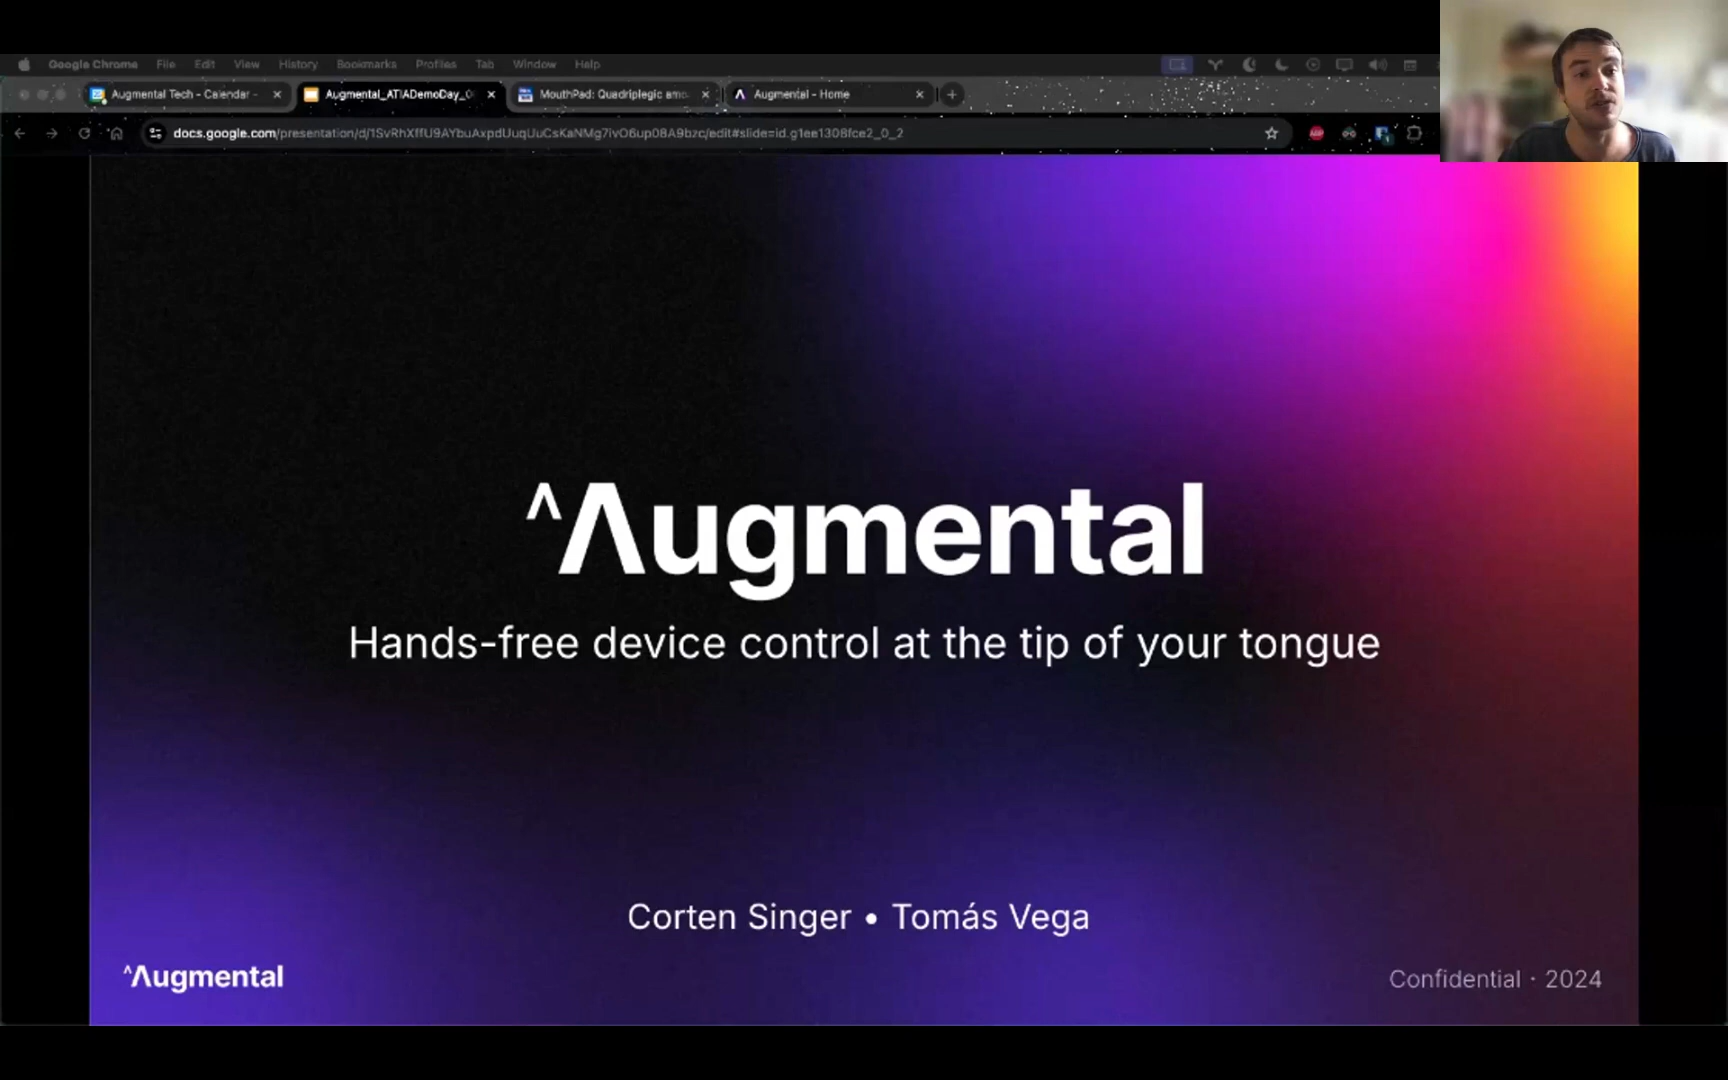 Google Chrome File Edit View History Bookmarks Profiles Tab Window Help
Augmental Tech - Calendar - Augmental_ATIADemoDay_ MouthPad: Quadriplegic Augmental - Home
docs.google.com/presentation/d/
^Augmental
Hands-free device control at the tip of your tongue
Corten Singer • Tomás Vega
^Augmental
Confidential · 2024